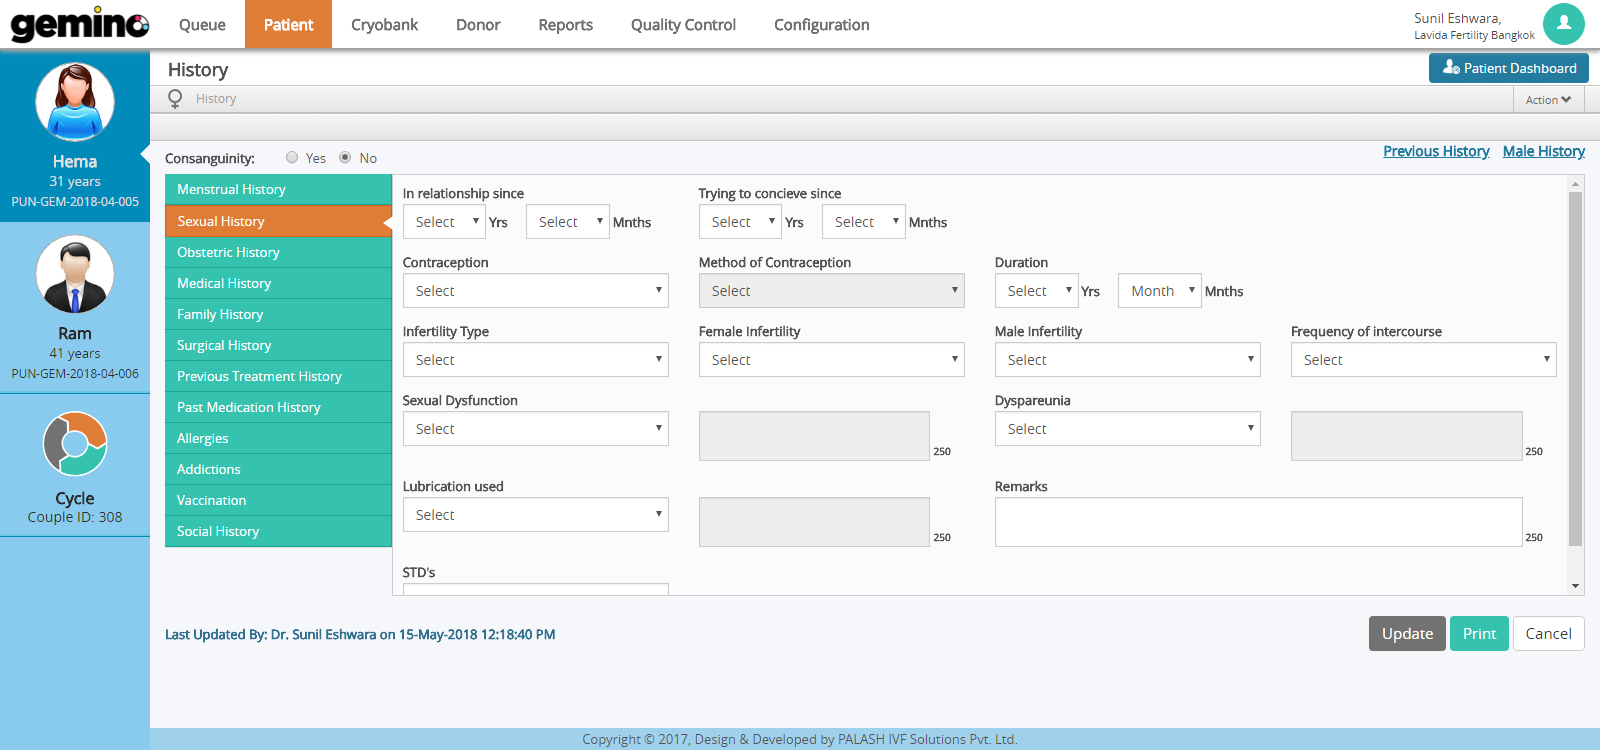 gemino
Queue Patient Cryobank Donor Reports Quality Control Configuration
Sunil Eshwara,
Lavida Fertility Bangkok
History
Patient Dashboard
History
Action
Hema
31 years
PUN-GEM-2018-04-005
Ram
41 years
PUN-GEM-2018-04-006
Cycle
Couple ID: 308
Consanguinity: Yes No
Previous History Male History
Menstrual History
Sexual History
Obstetric History
Medical History
Family History
Surgical History
Previous Treatment History
Past Medication History
Allergies
Addictions
Vaccination
Social History
In relationship since Trying to concieve since
Select Yrs Select Mnths Select Yrs Select Mnths
Contraception Method of Contraception Duration
Select Select Select Yrs Month Mnths
Infertility Type Female Infertility Male Infertility Frequency of intercourse
Select Select Select Select
Sexual Dysfunction Dyspareunia
Select 250 Select 250
Lubrication used Remarks
Select 250 250
STD's
Last Updated By: Dr. Sunil Eshwara on 15-May-2018 12:18:40 PM
Update Print Cancel
Copyright © 2017, Design & Developed by PALASH IVF Solutions Pvt. Ltd.